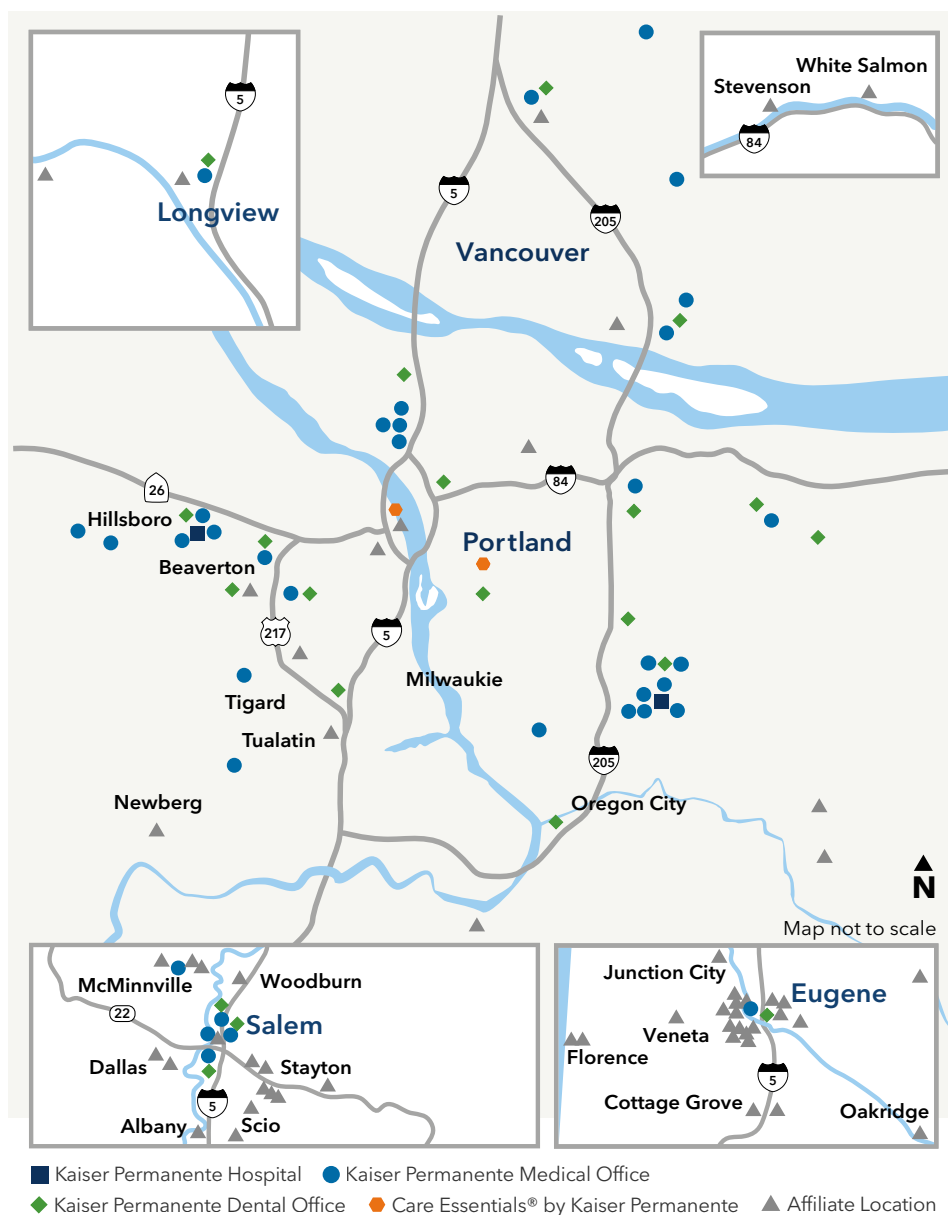 5
White Salmon
Stevenson
84
Longview
5
205
Vancouver
26
84
Hillsboro
Beaverton
Portland
217
5
Milwaukie
Tigard
Tualatin
205
Newberg
Oregon City
N
Map not to scale
McMinnville
Woodburn
22
Salem
Dallas
Stayton
5
Albany
Scio
Junction City
Eugene
Veneta
Florence
5
Cottage Grove
Oakridge
Kaiser Permanente Hospital Kaiser Permanente Medical Office
Kaiser Permanente Dental Office Care Essentials® by Kaiser Permanente Affiliate Location